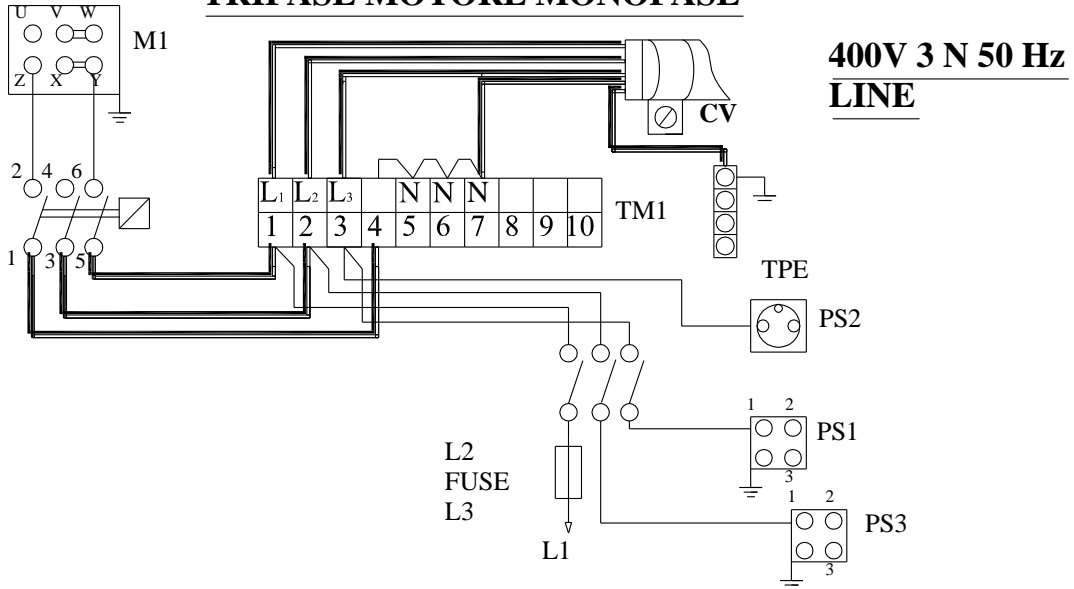 TRIFASE MOTORE MONOFASE
400V 3 N 50 Hz
LINE
U V W
M1
Z X Y
CV
2 4 6
L1 L2 L3 N N N
1 2 3 4 5 6 7 8 9 10
TM1
1 3 5
TPE
PS2
1 2
PS1
3
L2
FUSE
L3
L1
1 2
PS3
3